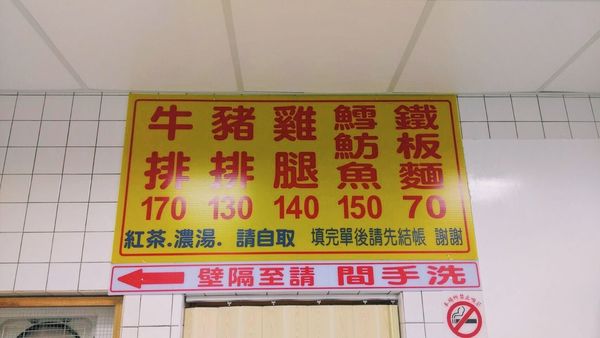 牛排 豬排 雞腿 鱈魴魚 鐵板麵
170 130 140 150 70
紅茶.濃湯. 請自取 填完單後請先結帳 謝謝
洗手間 請至隔壁